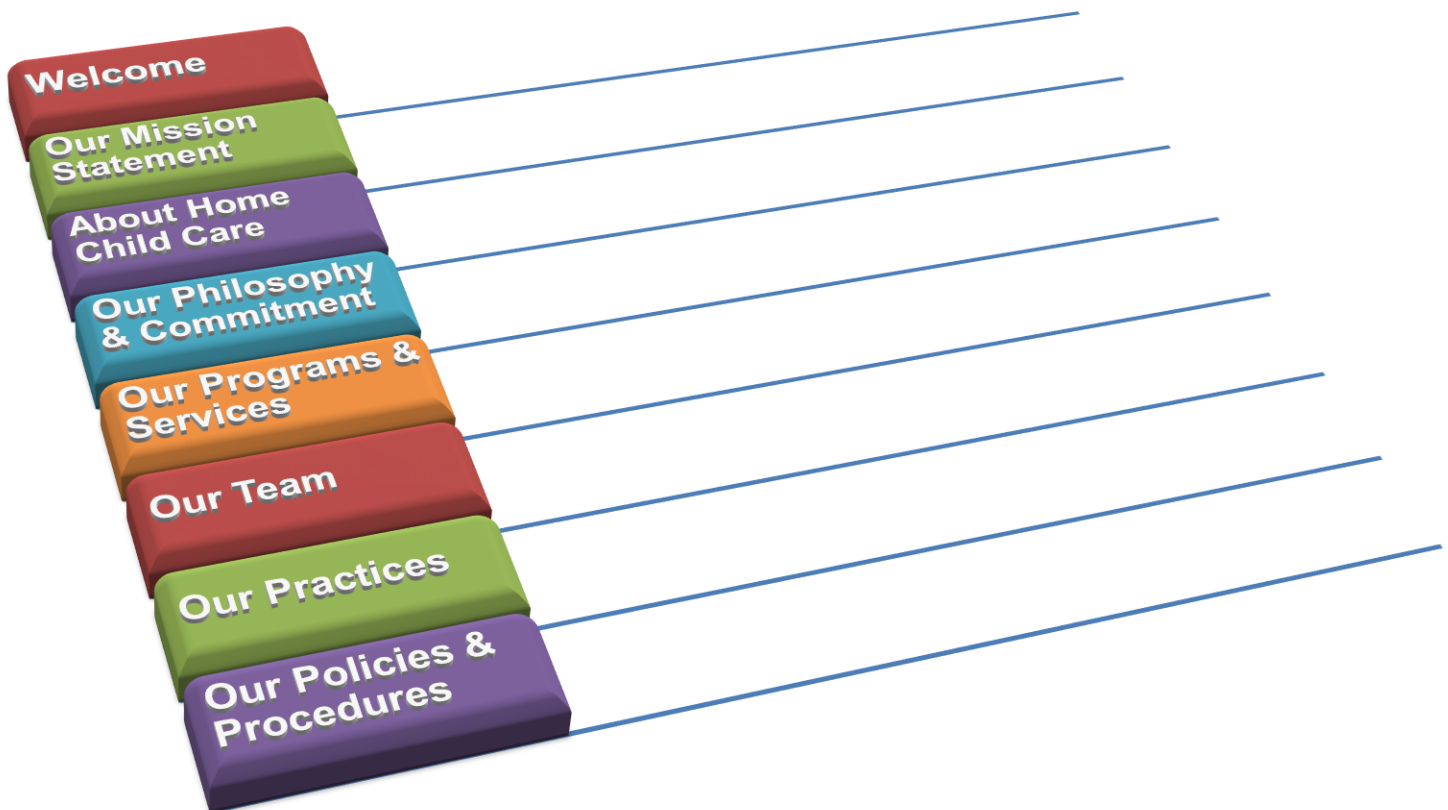 Welcome
Our Mission
Statement
About Home
Child Care
Our Philosophy
& Commitment
Our Programs &
Services
Our Team
Our Practices
Our Policies &
Procedures